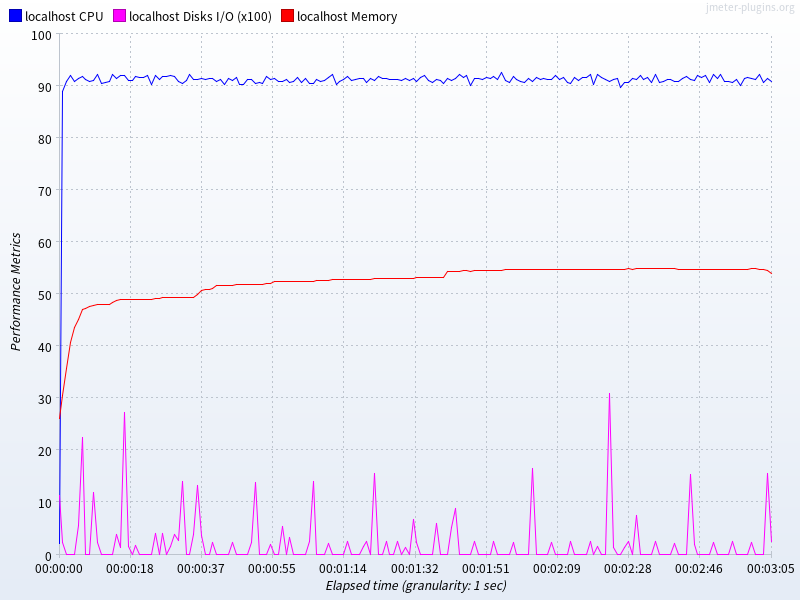 jmeter-plugins.org
localhost CPU localhost Disks I/O (x100) localhost Memory
100
90
80
70
60
50
40
30
20
10
0
Performance Metrics
00:00:00 00:00:18 00:00:37 00:00:55 00:01:14 00:01:32 00:01:51 00:02:09 00:02:28 00:02:46 00:03:05
Elapsed time (granularity: 1 sec)